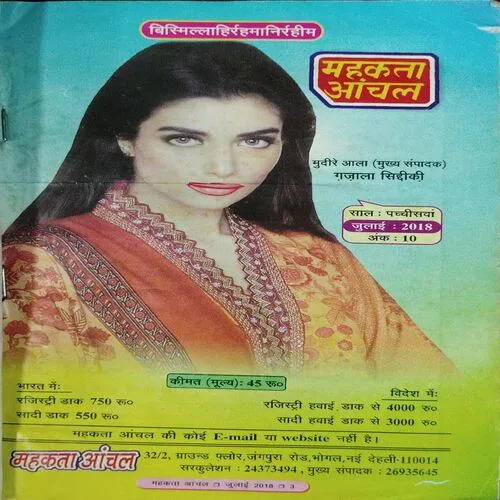 बिस्मिल्लाहिर्रहमानिर्रहीम
महकता
आंचल
मुदीरे आला (मुख्य संपादक)
ग़ज़ाला सिद्दीकी
साल : पच्चीसवां
जुलाई : 2018
अंक : 10
कीमत (मूल्य): 45 रू०
भारत में:
रजिस्ट्री डाक 750 रू०
सादी डाक 550 रू०
विदेश में:
रजिस्ट्री हवाई डाक से 4000 रु०
सादी हवाई डाक से 3000 रु०
महकता आंचल की कोई E-mail या website नहीं है।
महकता आंचल
32/2, ग्राउन्ड फ्लोर, जंगपुरा रोड, भोगल, नई देहली-110014
सरकुलेशन : 24373494, मुख्य संपादक : 26935645
महकता आंचल □ जुलाई 2018 □ 3